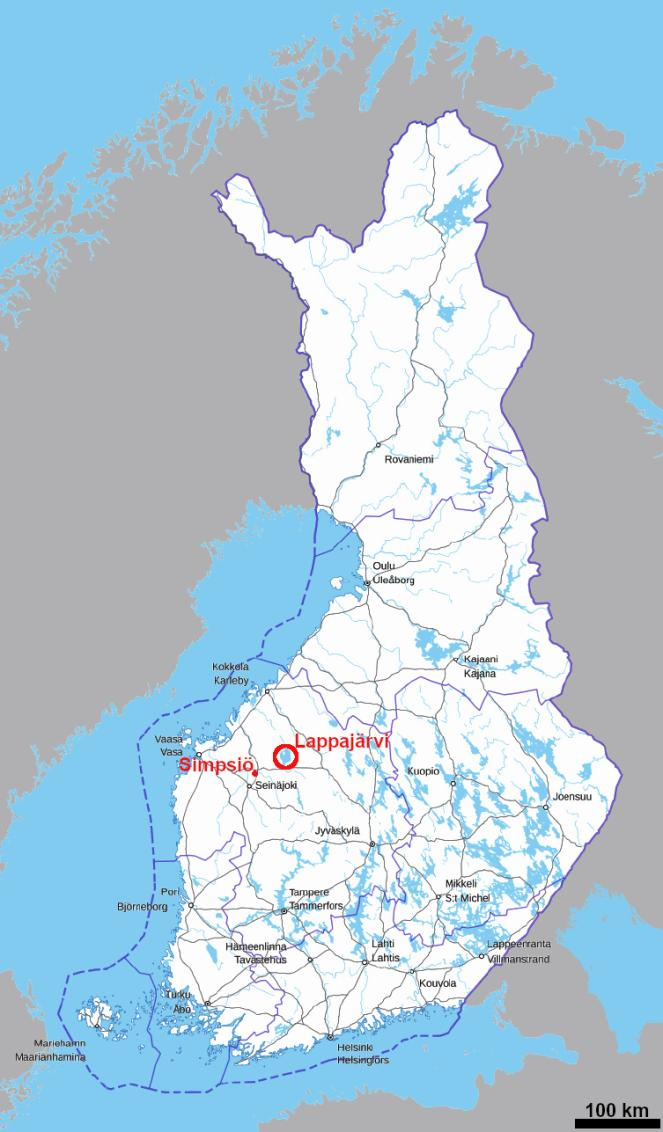 Rovaniemi
Oulu
Uleåborg
Kajaani
Kajana
Kokkola
Karleby
Vaasa
Vasa
Lappajärvi
Simpsiö
Seinäjoki
Kuopio
Joensuu
Jyväskylä
Pori
Björneborg
Tampere
Tammerfors
Mikkeli
S:t Michel
Hämeenlinna
Tavastehus
Lahti
Lahtis
Lappeenranta
Villmanstrand
Kouvola
Turku
Åbo
Mariehamn
Maarianhamina
Helsinki
Helsingfors
100 km